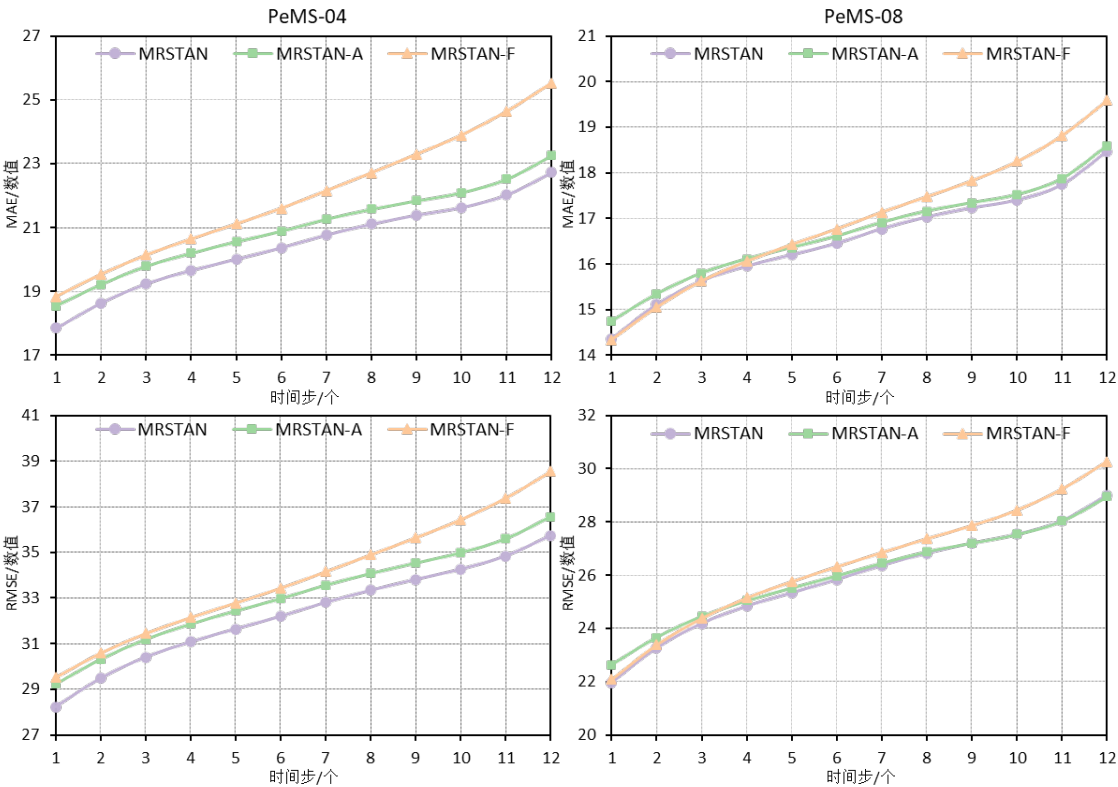 PeMS-04
MRSTAN MRSTAN-A MRSTAN-F
27
25
23
21
19
17
MAE/数值
1 2 3 4 5 6 7 8 9 10 11 12
时间步/个
PeMS-08
MRSTAN MRSTAN-A MRSTAN-F
21
20
19
18
17
16
15
14
MAE/数值
1 2 3 4 5 6 7 8 9 10 11 12
时间步/个
MRSTAN MRSTAN-A MRSTAN-F
41
39
37
35
33
31
29
27
RMSE/数值
1 2 3 4 5 6 7 8 9 10 11 12
时间步/个
MRSTAN MRSTAN-A MRSTAN-F
32
30
28
26
24
22
20
RMSE/数值
1 2 3 4 5 6 7 8 9 10 11 12
时间步/个